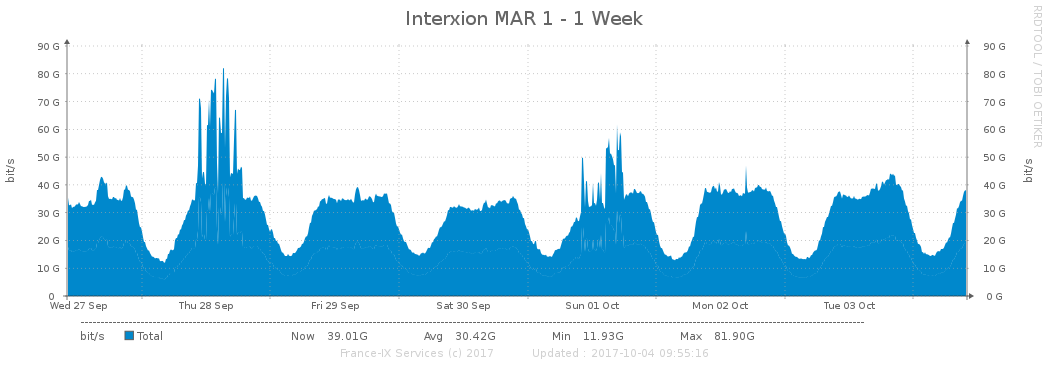 Interxion MAR 1 - 1 Week
RRDTOOL / TOBI OETIKER
bit/s
bit/s
90 G 90 G
80 G 80 G
70 G 70 G
60 G 60 G
50 G 50 G
40 G 40 G
30 G 30 G
20 G 20 G
10 G 10 G
0 0 G
Wed 27 Sep Thu 28 Sep Fri 29 Sep Sat 30 Sep Sun 01 Oct Mon 02 Oct Tue 03 Oct
bit/s Total Now 39.01G Avg 30.42G Min 11.93G Max 81.90G
France-IX Services (c) 2017 Updated : 2017-10-04 09:55:16